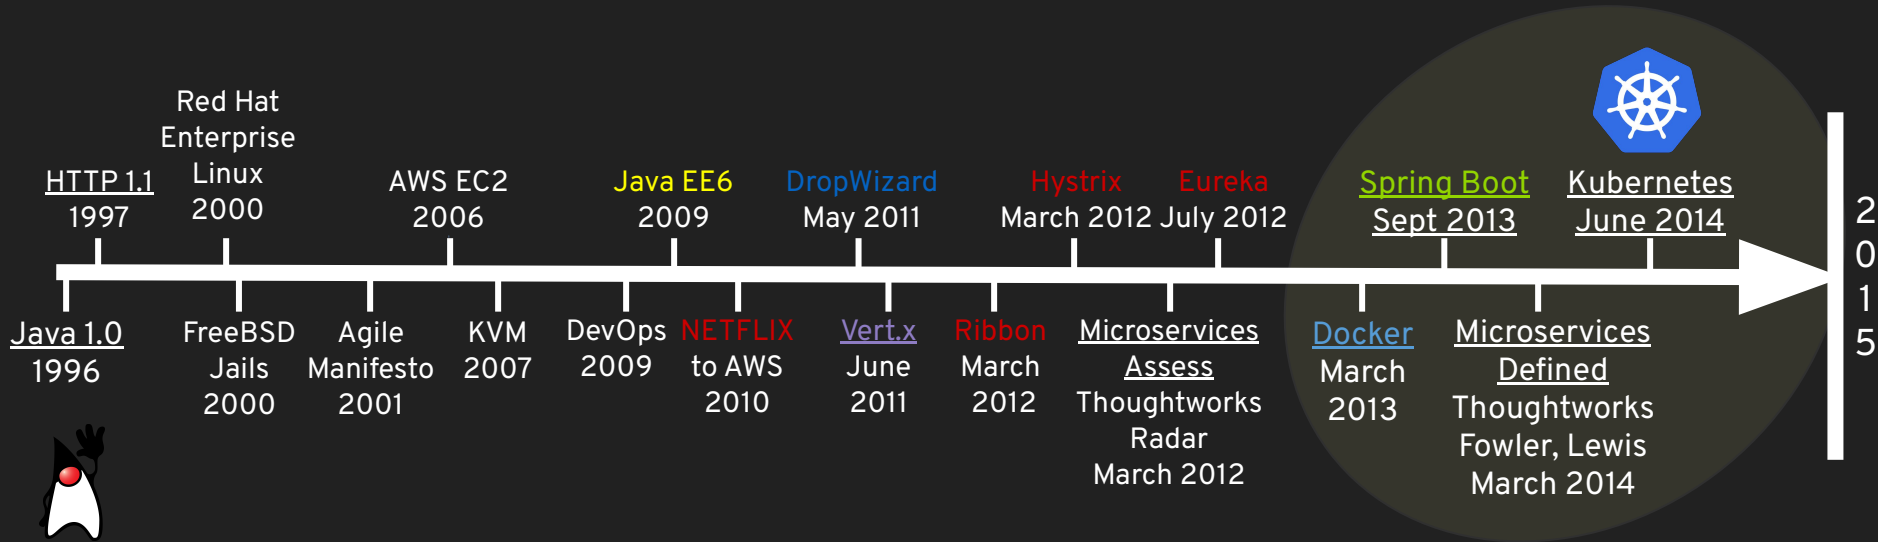 Red Hat
Enterprise
Linux
2000
HTTP 1.1
1997
AWS EC2
2006
Java EE6
2009
DropWizard
May 2011
Hystrix
March 2012
Eureka
July 2012
Spring Boot
Sept 2013
Kubernetes
June 2014
Java 1.0
1996
FreeBSD
Jails
2000
Agile
Manifesto
2001
KVM
2007
DevOps
2009
NETFLIX
to AWS
2010
Vert.x
June
2011
Ribbon
March
2012
Microservices
Assess
Thoughtworks
Radar
March 2012
Docker
March
2013
Microservices
Defined
Thoughtworks
Fowler, Lewis
March 2014
2
0
1
5